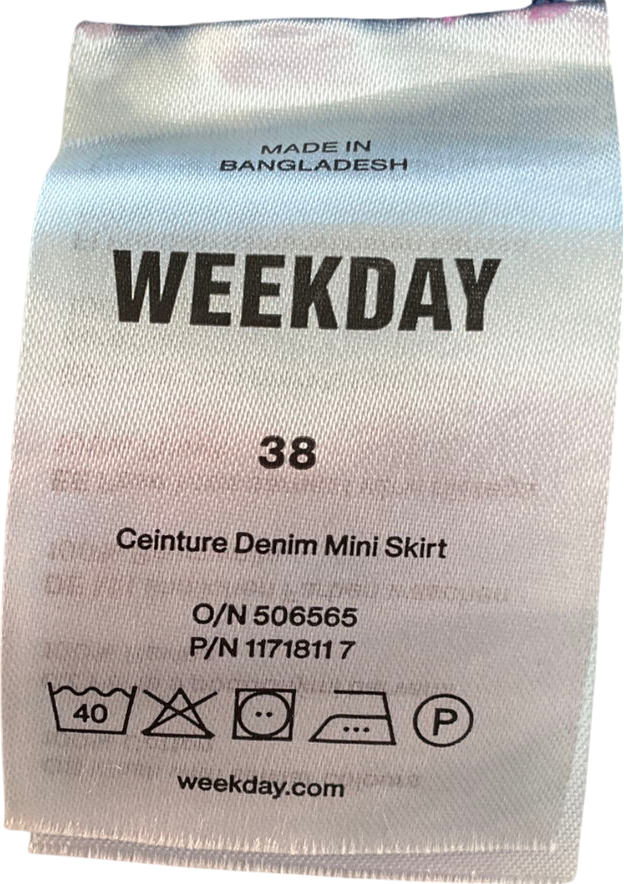 MADE IN
BANGLADESH
WEEKDAY
38
Ceinture Denim Mini Skirt
O/N 506565
P/N 1171811 7
40
P
weekday.com